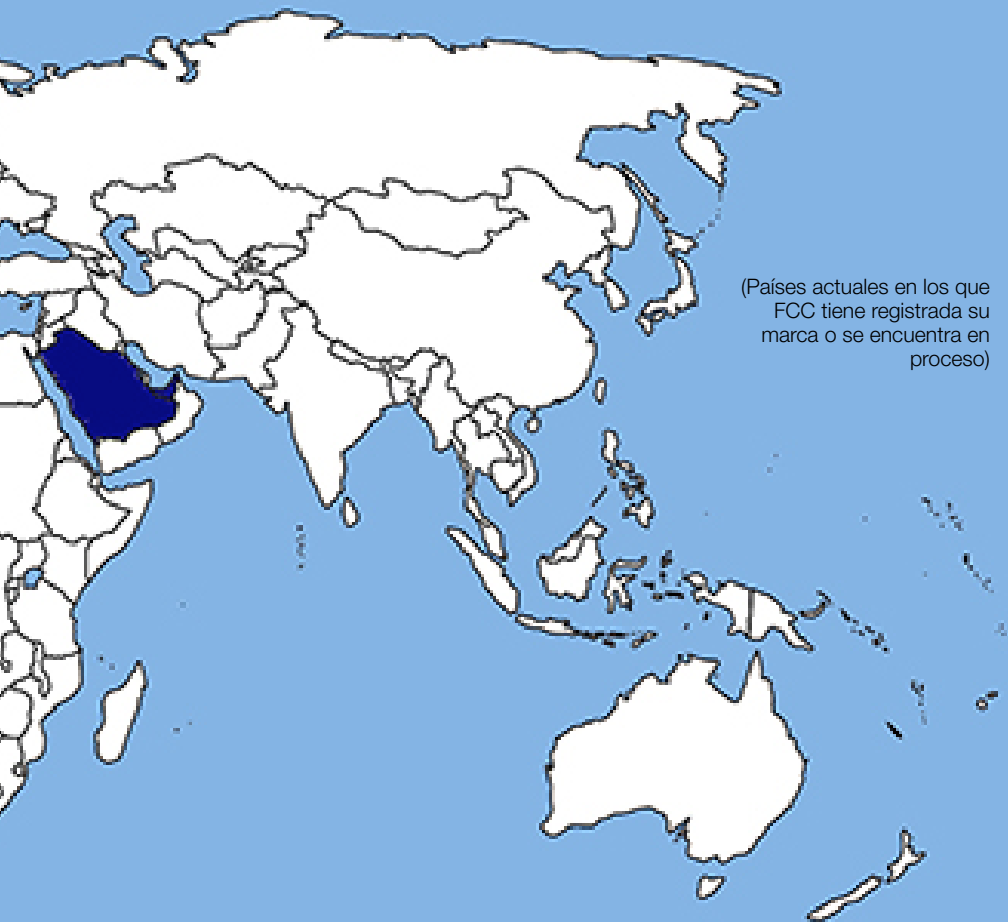 (Países actuales en los que
FCC tiene registrada su
marca o se encuentra en
proceso)